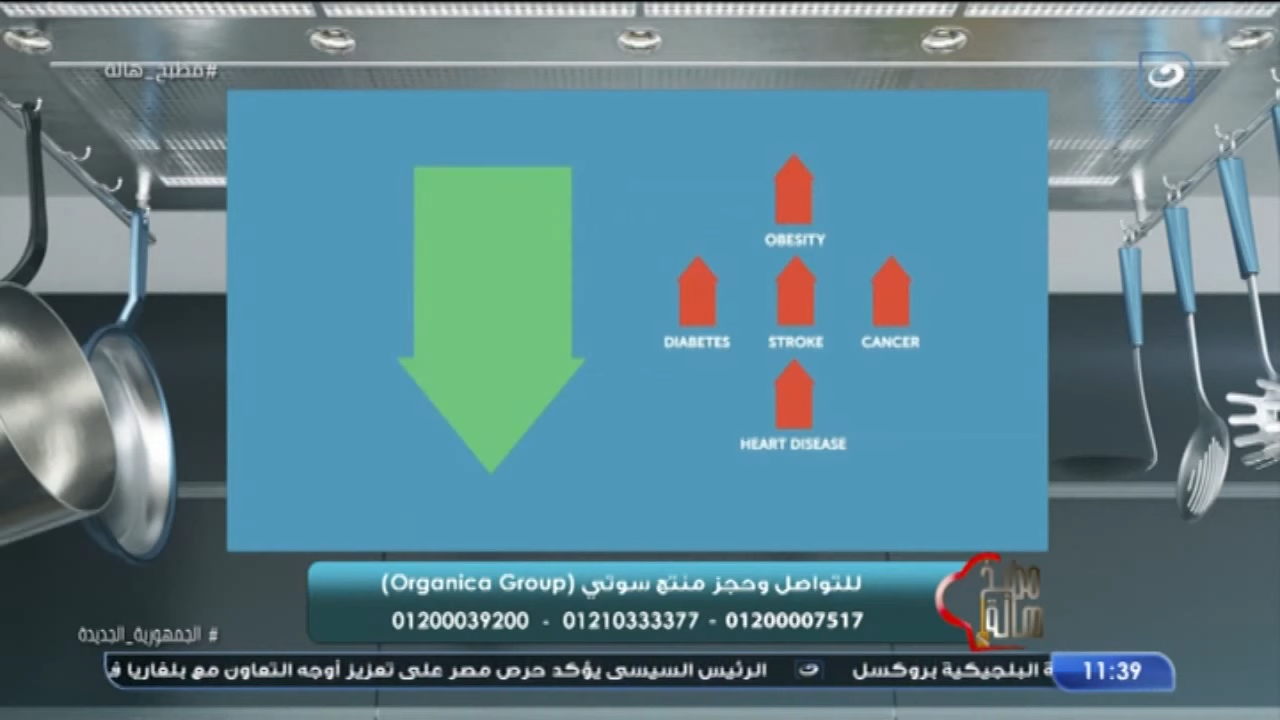 #مطبخ_هالة
OBESITY
DIABETES STROKE CANCER
HEART DISEASE
للتواصل وحجز منتج سوتي (Organica Group)
01200039200 - 01210333377 - 01200007517
مطبخ
هالة
# الجمهورية_الجديدة
11:39
ة البلجيكية بروكسل الرئيس السيسى يؤكد حرص مصر على تعزيز أوجه التعاون مع بلغاريا